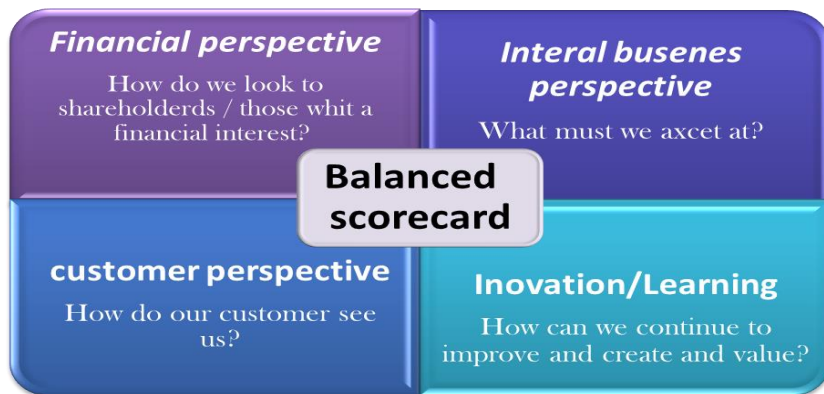 Financial perspective
How do we look to
shareholderds / those whit a
financial interest?
Interal busenes
perspective
What must we axcet at?
Balanced
scorecard
customer perspective
How do our customer see
us?
Inovation/Learning
How can we continue to
improve and create and value?